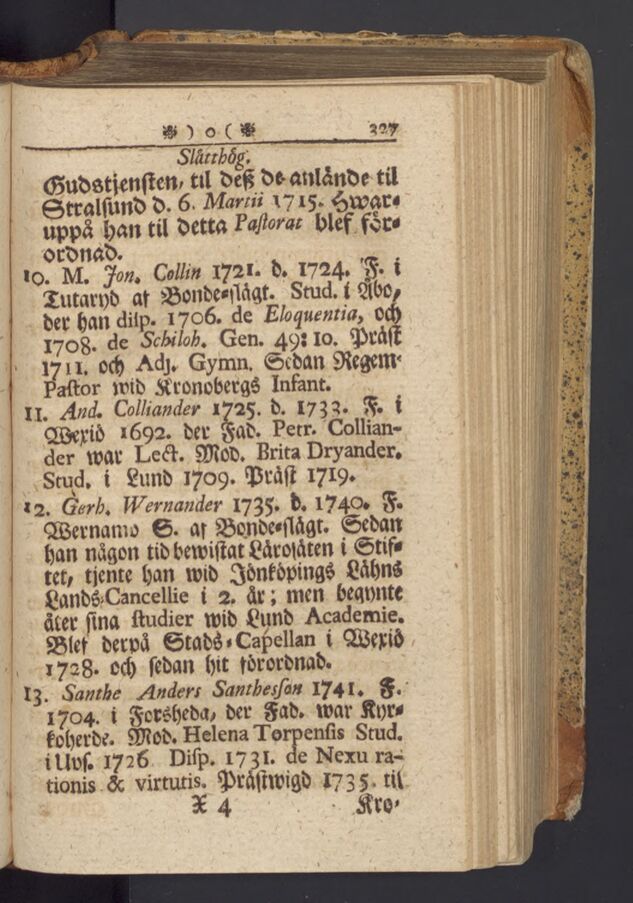 ❃ ) o ( ❃ 327
Slätthög.
Gudstjensten, til deß de anlände til
Stralsund d. 6. Martii 1715. Hwar-
uppå han til detta Pastorat blef för-
ordnad.
10. M. Jon. Collin 1721. d. 1724. F. i
Tutaryd af Bonde-slägt. Stud. i Åbo,
der han disp. 1706. de Eloquentia, och
1708. de Schiloh. Gen. 49: 10. Präst
1711. och Adj. Gymn. Sedan Regem-
Pastor wid Kronobergs Infant.
11. And. Colliander 1725. d. 1733. F. i
Wexiö 1692. der Fad. Petr. Collian-
der war Lect. Mod. Brita Dryander.
Stud. i Lund 1709. Präst 1719.
12. Gerh. Wernander 1735. d. 1740. F.
Wernamo S. af Bonde-slägt. Sedan
han någon tid bewistat Lärosäten i Stif-
tet, tjente han wid Jönköpings Lähns
Lands-Cancellie i 2. år; men begynte
åter sina studier wid Lund Academie.
Blef derpå Stads-Capellan i Wexiö
1728. och sedan hit förordnad.
13. Santhe Anders Santhesson 1741. F.
1704. i Forsheda, der Fad. war Kyr-
koherde. Mod. Helena Torpensis Stud.
i Ups. 1726 Disp. 1731. de Nexu ra-
tionis & virtutis. Prästwigd 1735. til
X 4 Kro-